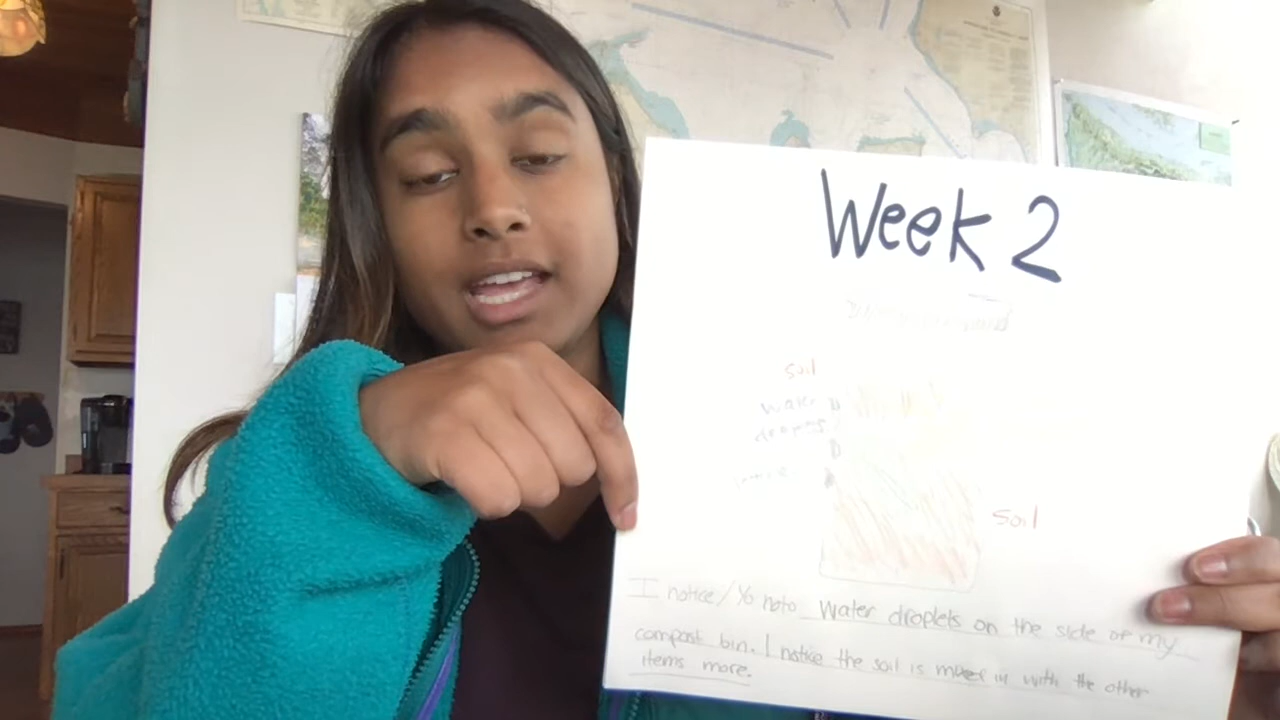 Week 2
soil
water
droplets
soil
I notice/Yo noto water droplets on the side of my
compost bin. I notice the soil is mixed in with the other
items more.